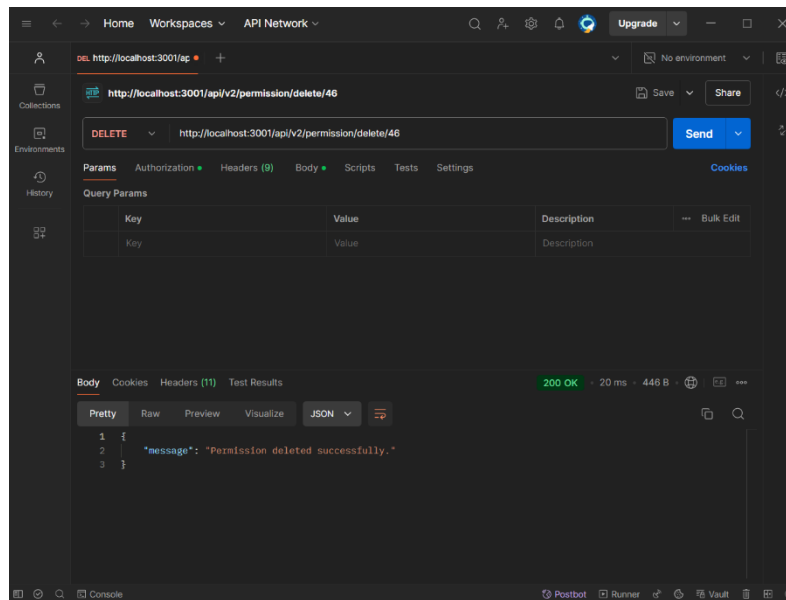 Home Workspaces API Network Upgrade
DEL http://localhost:3001/ap No environment
Collections
http://localhost:3001/api/v2/permission/delete/46 Save Share
DELETE http://localhost:3001/api/v2/permission/delete/46 Send
Environments
Params Authorization Headers (9) Body Scripts Tests Settings Cookies
History
Query Params
Key Value Description Bulk Edit
Key Value Description
Body Cookies Headers (11) Test Results 200 OK 20 ms 446 B
Pretty Raw Preview Visualize JSON
1 {
2 "message": "Permission deleted successfully."
3 }
Console Postbot Runner Vault